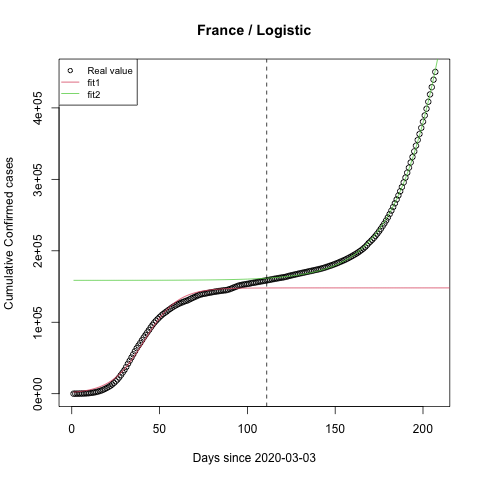 France / Logistic
Real value
fit1
fit2
Cumulative Confirmed cases
4e+05
3e+05
2e+05
1e+05
0e+00
0 50 100 150 200
Days since 2020-03-03